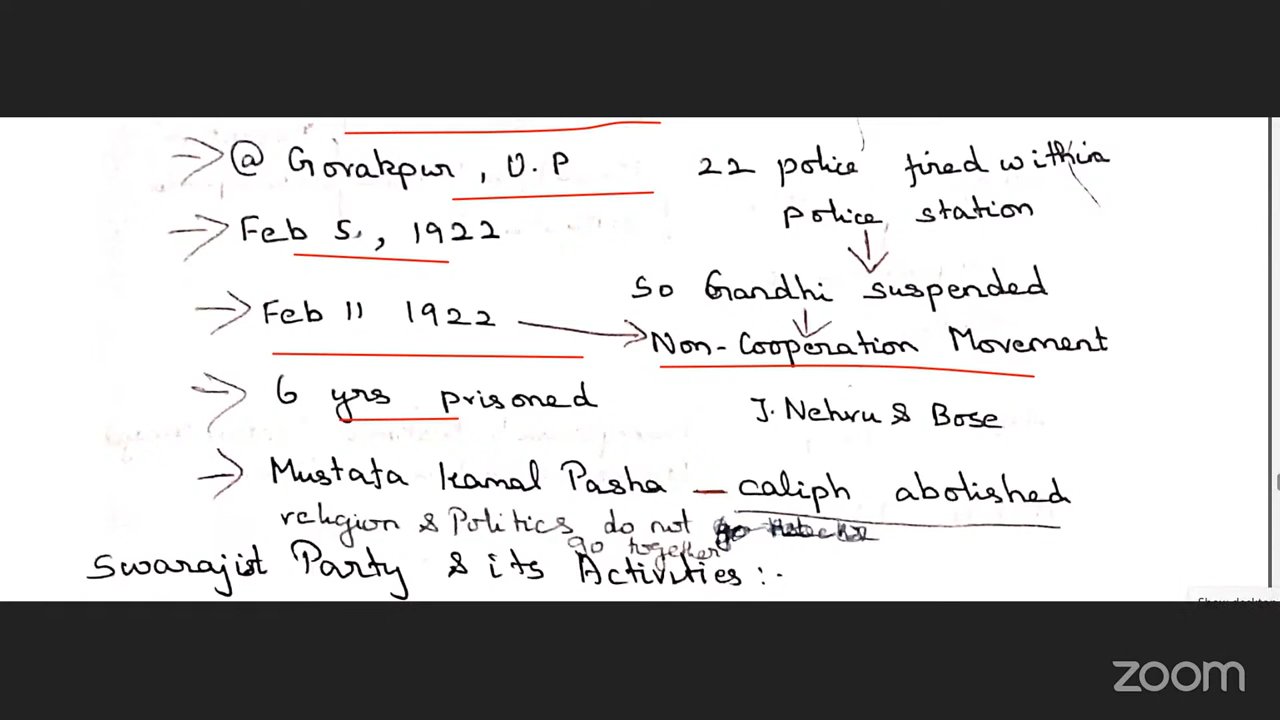 → @ Gorakpur, U.P
22 police fired within
police station
→ Feb 5, 1922
So Gandhi suspended
→ Feb 11 1922 → Non-Cooperation Movement
→ 6 yrs prisoned
J. Nehru & Bose
→ Mustafa Kamal Pasha – caliph abolished
religion & Politics do not
go together
Swarajist Party & its Activities :-
zoom